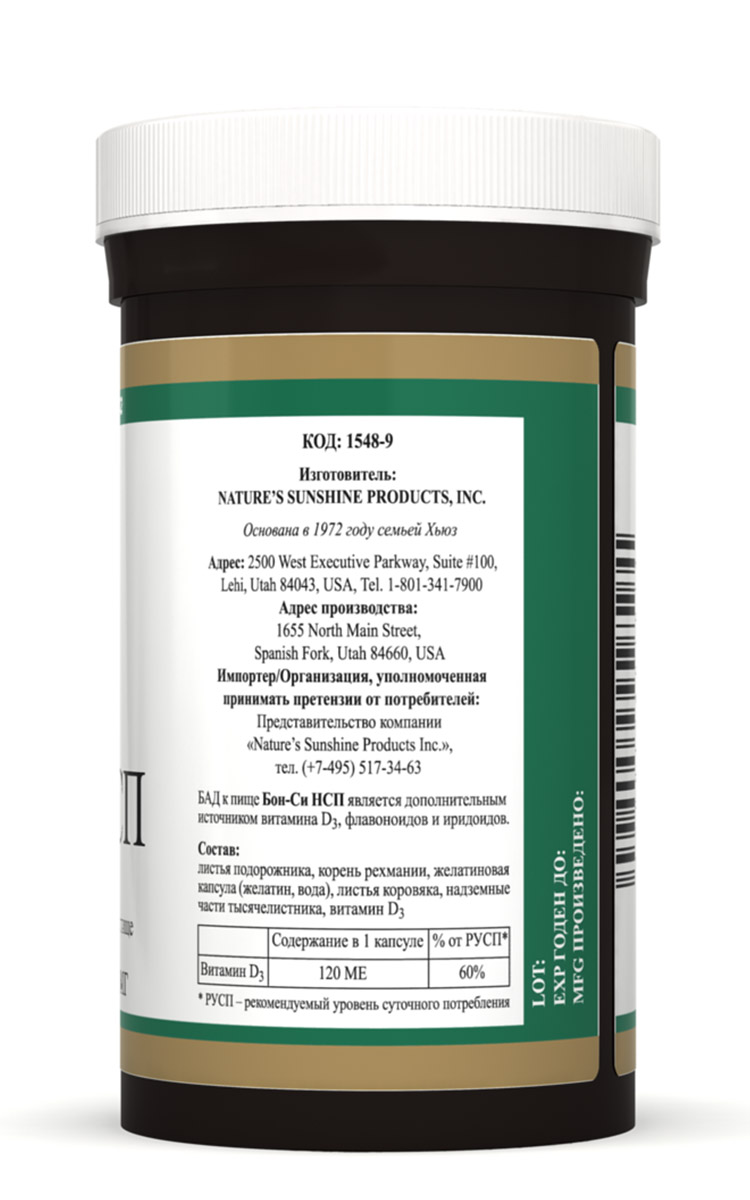 КОД: 1548-9
Изготовитель:
NATURE'S SUNSHINE PRODUCTS, INC.
Основана в 1972 году семьей Хьюз
Адрес: 2500 West Executive Parkway, Suite #100,
Lehi, Utah 84043, USA, Tel. 1-801-341-7900
Адрес производства:
1655 North Main Street,
Spanish Fork, Utah 84660, USA
Импортер/Организация, уполномоченная
принимать претензии от потребителей:
Представительство компании
«Nature's Sunshine Products Inc.»,
тел. (+7-495) 517-34-63
БАД к пище Бон-Си НСП является дополнительным
источником витамина D3, флавоноидов и иридоидов.
Состав:
листья подорожника, корень рехмании, желатиновая
капсула (желатин, вода), листья коровяка, надземные
части тысячелистника, витамин D3
Содержание в 1 капсуле % от РУСП*
Витамин D3 120 МЕ 60%
* РУСП – рекомендуемый уровень суточного потребления
LOT:
EXP ГОДЕН ДО:
MFG ПРОИЗВЕДЕНО: